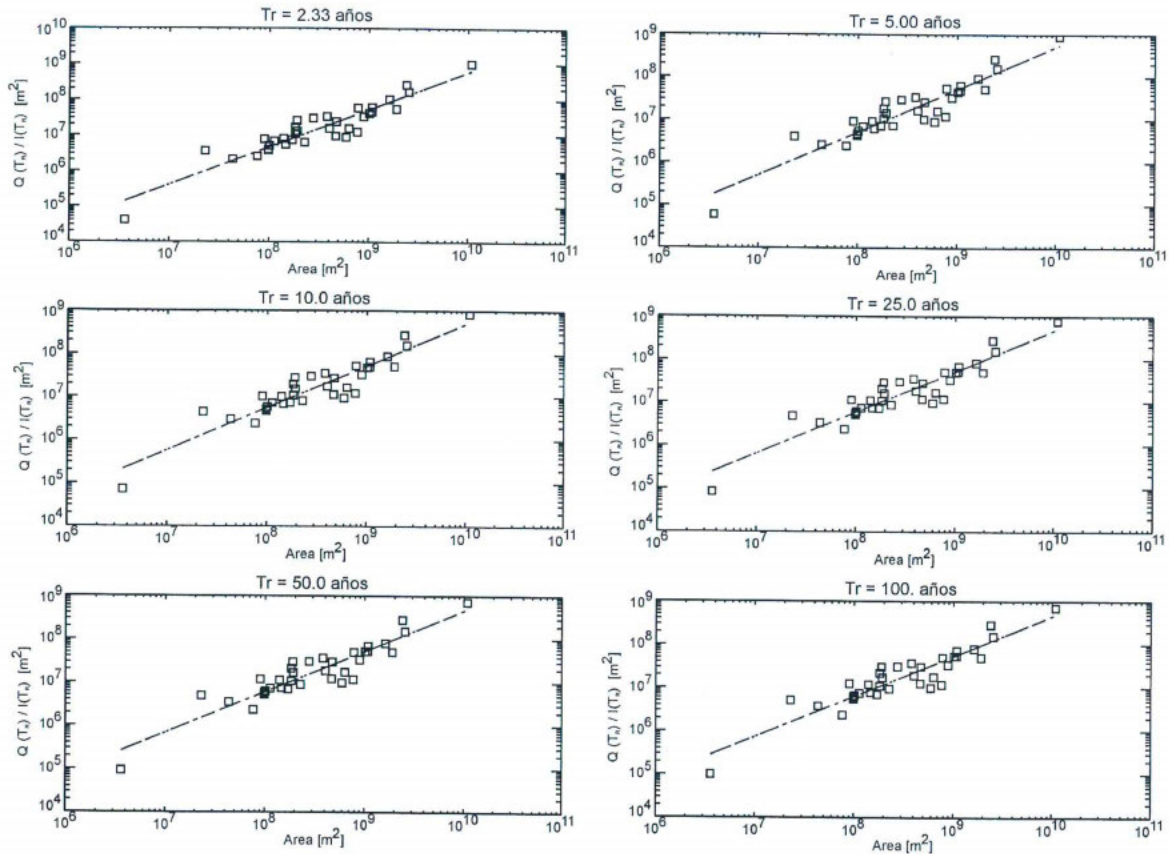 Tr = 2.33 años
10^10
10^9
10^8
10^7
10^6
10^5
10^4
Q (T_R) / I(T_R) [m^2]
10^6 10^7 10^8 10^9 10^10 10^11
Area [m^2]
Tr = 5.00 años
10^9
10^8
10^7
10^6
10^5
10^4
Q (T_R) / I(T_R) [m^2]
10^6 10^7 10^8 10^9 10^10 10^11
Area [m^2]
Tr = 10.0 años
10^9
10^8
10^7
10^6
10^5
10^4
Q (T_R) / I(T_R) [m^2]
10^6 10^7 10^8 10^9 10^10 10^11
Area [m^2]
Tr = 25.0 años
10^9
10^8
10^7
10^6
10^5
10^4
Q (T_R) / I(T_R) [m^2]
10^6 10^7 10^8 10^9 10^10 10^11
Area [m^2]
Tr = 50.0 años
10^9
10^8
10^7
10^6
10^5
10^4
Q (T_R) / I(T_R) [m^2]
10^6 10^7 10^8 10^9 10^10 10^11
Area [m^2]
Tr = 100. años
10^9
10^8
10^7
10^6
10^5
10^4
Q (T_R) / I(T_R) [m^2]
10^6 10^7 10^8 10^9 10^10 10^11
Area [m^2]